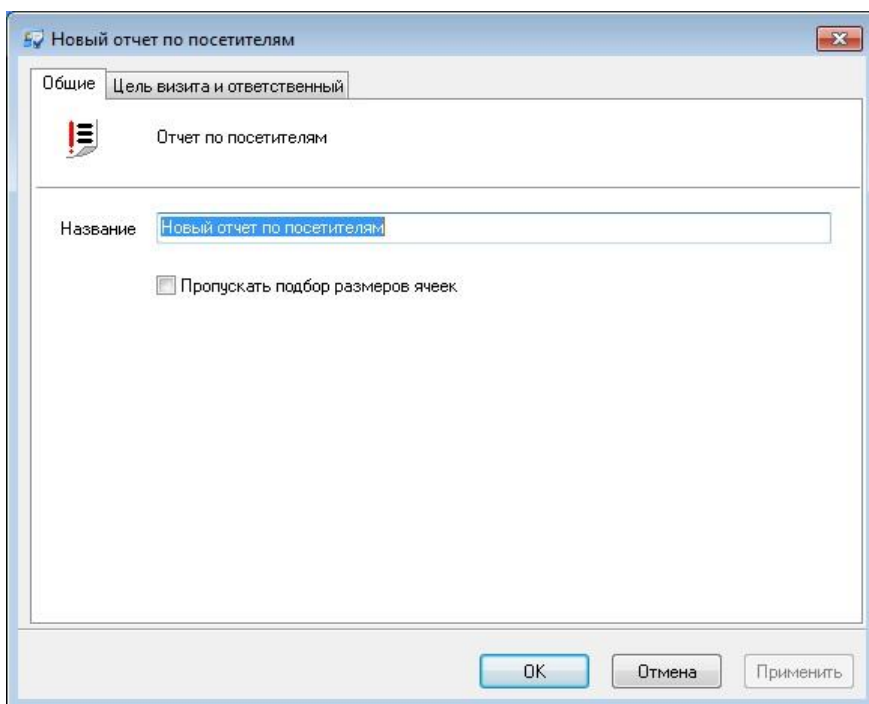 Новый отчет по посетителям
Общие
Цель визита и ответственный
Отчет по посетителям
Название
Новый отчет по посетителям
Пропускать подбор размеров ячеек
OK
Отмена
Применить